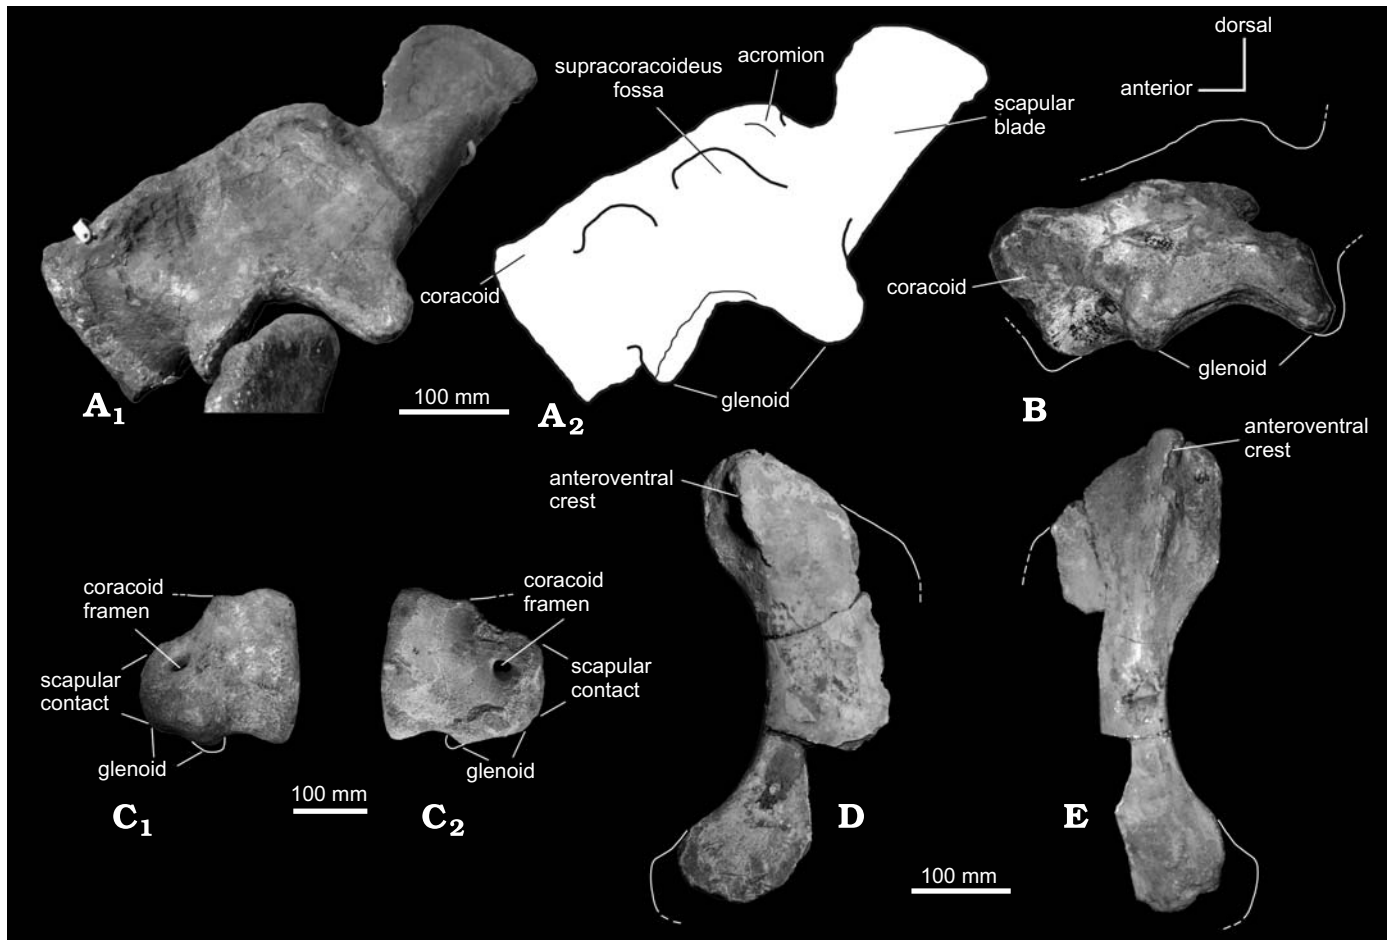 dorsal
anterior
acromion
supracoracoideus
fossa
scapular
blade
coracoid
coracoid
glenoid
glenoid
100 mm
A1
A2
B
anteroventral
crest
anteroventral
crest
coracoid
framen
coracoid
framen
scapular
contact
scapular
contact
glenoid
glenoid
100 mm
C1
C2
D
E
100 mm